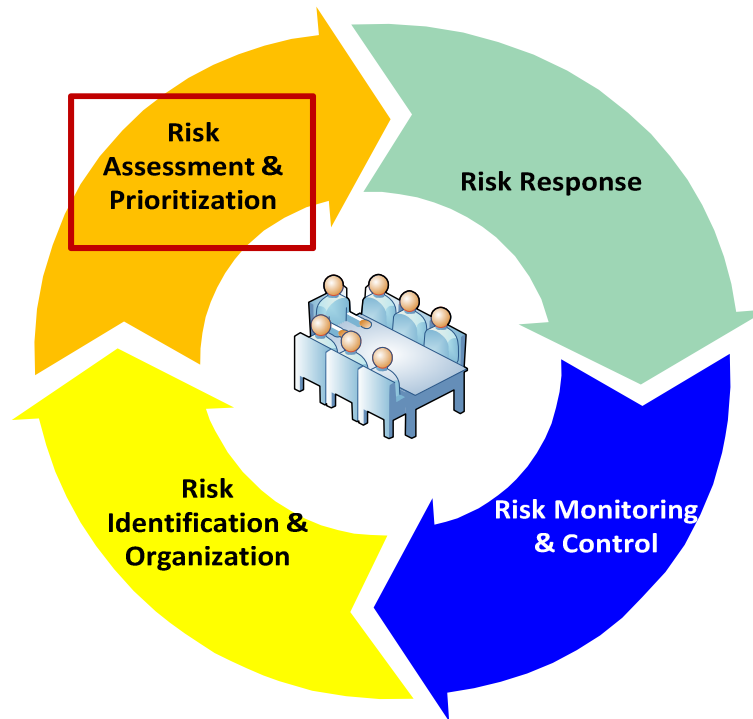 Risk
Assessment &
Prioritization
Risk Response
Risk Monitoring
& Control
Risk
Identification &
Organization